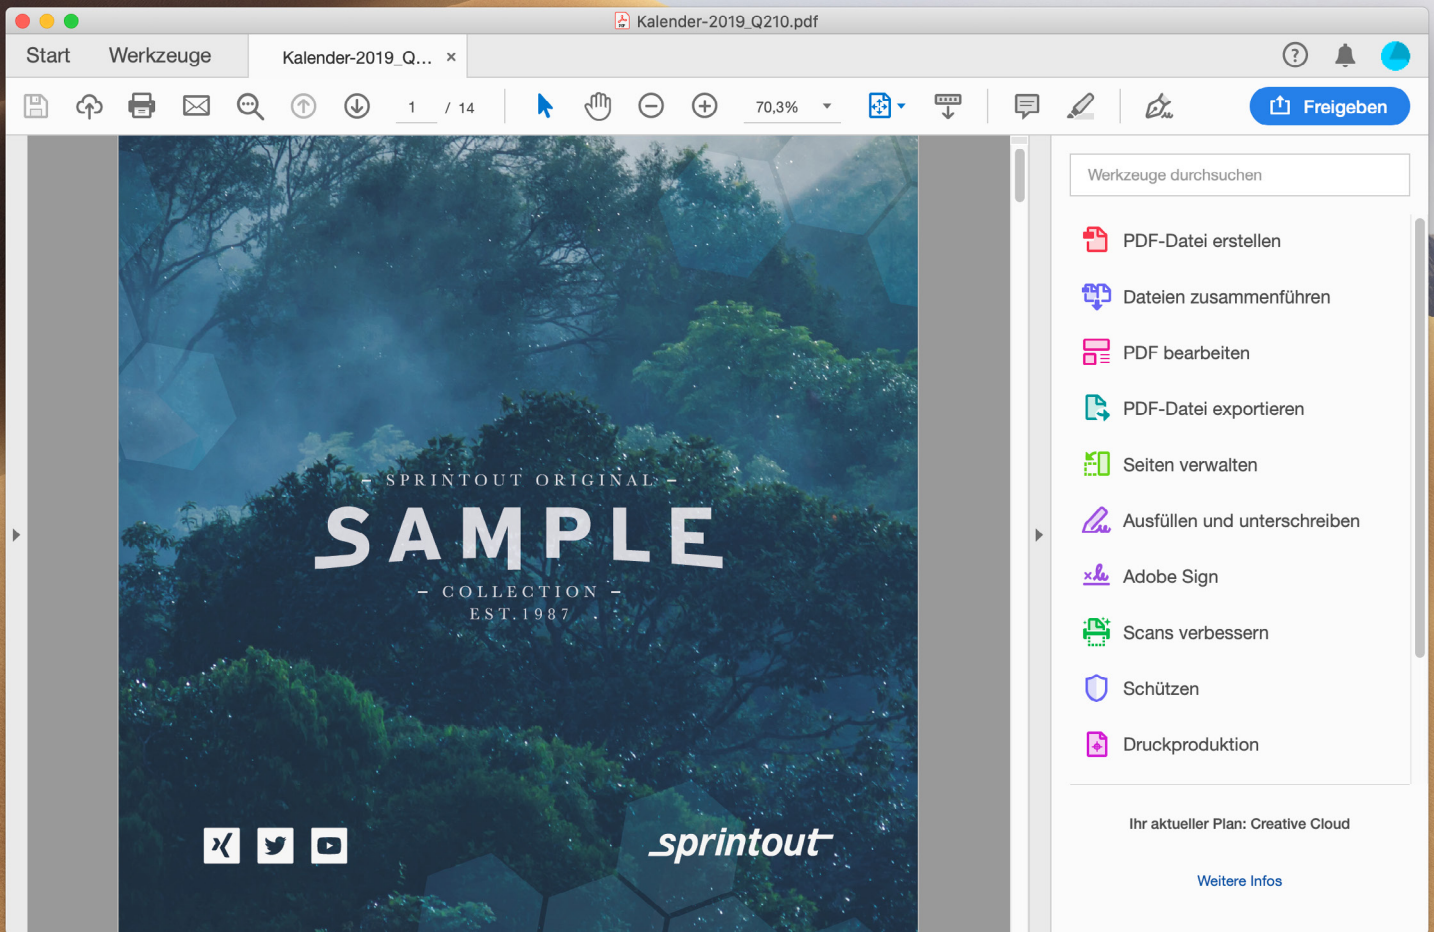 Kalender-2019_Q210.pdf
Start
Werkzeuge
Kalender-2019_Q...
1 / 14
70,3%
Freigeben
Werkzeuge durchsuchen
PDF-Datei erstellen
Dateien zusammenführen
PDF bearbeiten
PDF-Datei exportieren
Seiten verwalten
Ausfüllen und unterschreiben
Adobe Sign
Scans verbessern
Schützen
Druckproduktion
Ihr aktueller Plan: Creative Cloud
Weitere Infos
– SPRINTOUT ORIGINAL –
SAMPLE
– COLLECTION –
EST.1987
sprintout